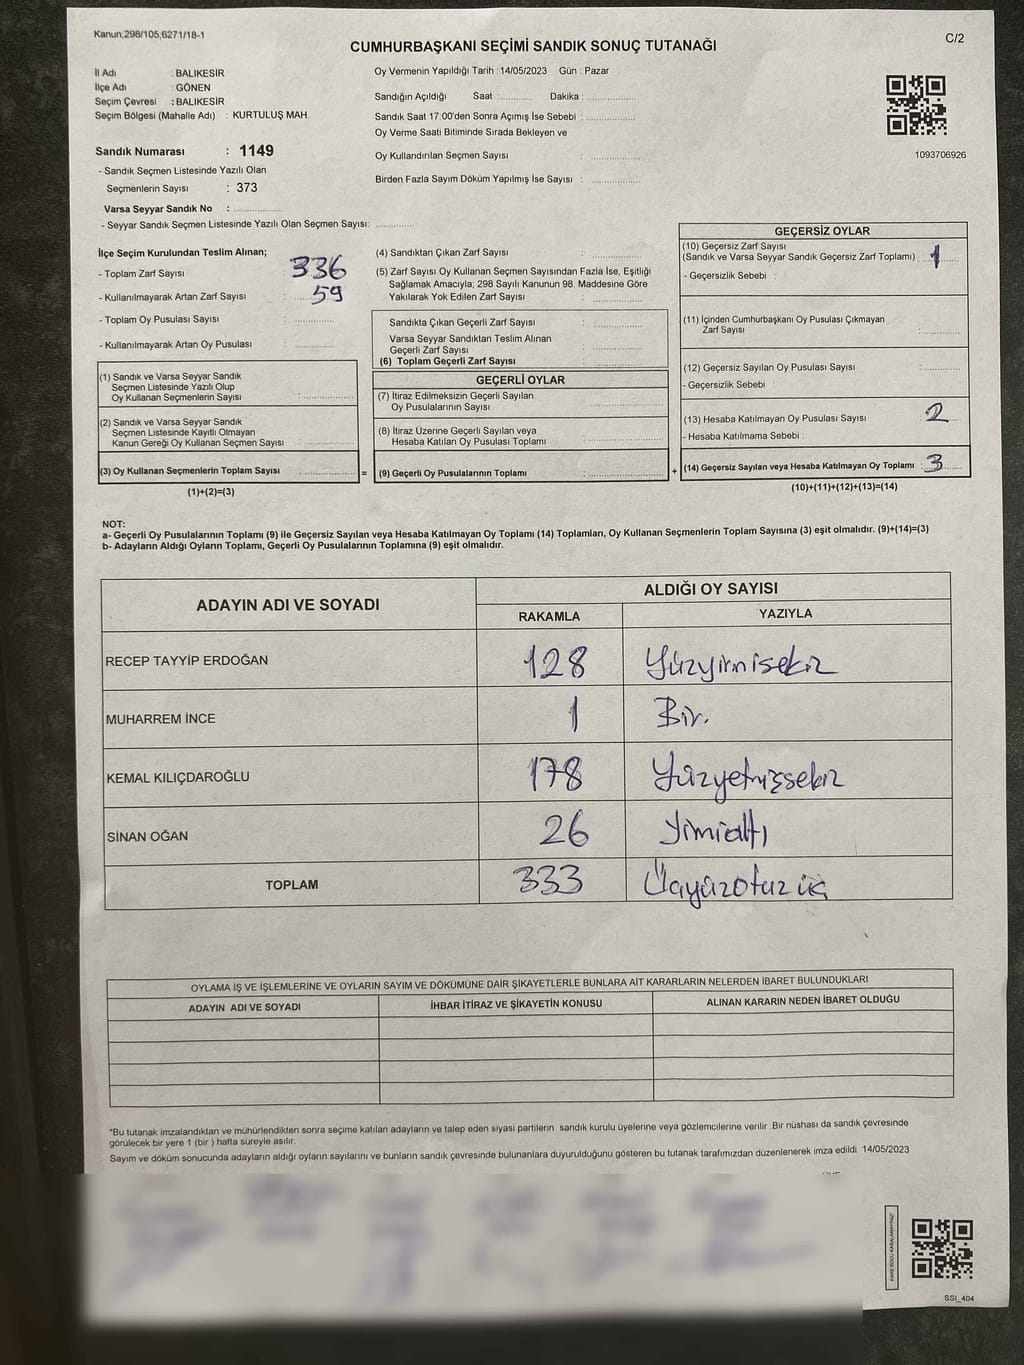 Kanun;298/105;6271/18-1
C/2
CUMHURBAŞKANI SEÇİMİ SANDIK SONUÇ TUTANAĞI
İl Adı : BALIKESİR
İlçe Adı : GÖNEN
Seçim Çevresi : BALIKESİR
Seçim Bölgesi (Mahalle Adı) : KURTULUŞ MAH.
Sandık Numarası : 1149
- Sandık Seçmen Listesinde Yazılı Olan
Seçmenlerin Sayısı : 373
Varsa Seyyar Sandık No : ...............
- Seyyar Sandık Seçmen Listesinde Yazılı Olan Seçmen Sayısı: ............
Oy Vermenin Yapıldığı Tarih : 14/05/2023 Gün : Pazar
Sandığın Açıldığı Saat :.......... Dakika : ...............
Sandık Saat 17:00'den Sonra Açımış İse Sebebi : ...............
Oy Verme Saati Bitiminde Sırada Bekleyen ve
Oy Kullandırılan Seçmen Sayısı : ...............
Birden Fazla Sayım Döküm Yapılmış İse Sayısı : ...............
1093706926
İlçe Seçim Kurulundan Teslim Alınan;
- Toplam Zarf Sayısı : 336
- Kullanılmayarak Artan Zarf Sayısı : 59
- Toplam Oy Pusulası Sayısı : ............
- Kullanılmayarak Artan Oy Pusulası : ............
(1) Sandık ve Varsa Seyyar Sandık
Seçmen Listesinde Yazılı Olup
Oy Kullanan Seçmenlerin Sayısı : ...............
(2) Sandık ve Varsa Seyyar Sandık
Seçmen Listesinde Kayıtlı Olmayan
Kanun Gereği Oy Kullanan Seçmen Sayısı : ...............
(3) Oy Kullanan Seçmenlerin Toplam Sayısı : ...............
(1)+(2)=(3)
=
(4) Sandıktan Çıkan Zarf Sayısı : ...............
(5) Zarf Sayısı Oy Kullanan Seçmen Sayısından Fazla İse, Eşitliği
Sağlamak Amacıyla; 298 Sayılı Kanunun 98. Maddesine Göre
Yakılarak Yok Edilen Zarf Sayısı : ...............
Sandıkta Çıkan Geçerli Zarf Sayısı : ...............
Varsa Seyyar Sandıktan Teslim Alınan
Geçerli Zarf Sayısı : ...............
(6) Toplam Geçerli Zarf Sayısı : ...............
GEÇERLİ OYLAR
(7) İtiraz Edilmeksizin Geçerli Sayılan
Oy Pusulalarının Sayısı : ...............
(8) İtiraz Üzerine Geçerli Sayılan veya
Hesaba Katılan Oy Pusulası Toplamı : ...............
(9) Geçerli Oy Pusulalarının Toplamı : ...............
+
GEÇERSİZ OYLAR
(10) Geçersiz Zarf Sayısı
(Sandık ve Varsa Seyyar Sandık Geçersiz Zarf Toplamı) : 1
- Geçersizlik Sebebi :
(11) İçinden Cumhurbaşkanı Oy Pusulası Çıkmayan
Zarf Sayısı : ............
(12) Geçersiz Sayılan Oy Pusulası Sayısı : ............
- Geçersizlik Sebebi :
(13) Hesaba Katılmayan Oy Pusulası Sayısı : 2
- Hesaba Katılmama Sebebi :
(14) Geçersiz Sayılan veya Hesaba Katılmayan Oy Toplamı : 3
(10)+(11)+(12)+(13)=(14)
NOT:
a- Geçerli Oy Pusulalarının Toplamı (9) ile Geçersiz Sayılan veya Hesaba Katılmayan Oy Toplamı (14) Toplamları, Oy Kullanan Seçmenlerin Toplam Sayısına (3) eşit olmalıdır. (9)+(14)=(3)
b- Adayların Aldığı Oyların Toplamı, Geçerli Oy Pusulalarının Toplamına (9) eşit olmalıdır.
ADAYIN ADI VE SOYADI ALDIĞI OY SAYISI
RAKAMLA YAZIYLA
RECEP TAYYİP ERDOĞAN 128 Yüzyirmisekiz
MUHARREM İNCE 1 Bir.
KEMAL KILIÇDAROĞLU 178 Yüzyetmişsekiz
SİNAN OĞAN 26 Yirmialtı
TOPLAM 333 Üçyüzotuz üç
OYLAMA İŞ VE İŞLEMLERİNE VE OYLARIN SAYIM VE DÖKÜMÜNE DAİR ŞİKAYETLERLE BUNLARA AİT KARARLARIN NELERDEN İBARET BULUNDUKLARI
ADAYIN ADI VE SOYADI İHBAR İTİRAZ VE ŞİKAYETİN KONUSU ALINAN KARARIN NEDEN İBARET OLDUĞU
*Bu tutanak imzalandıktan ve mühürlendikten sonra seçime katılan adayların ve talep eden siyasi partilerin sandık kurulu üyelerine veya gözlemcilerine verilir. Bir nüshası da sandık çevresinde
görülecek bir yere 1 (bir ) hafta süreyle asılır.
Sayım ve döküm sonucunda adayların aldığı oyların sayılarını ve bunların sandık çevresinde bulunanlara duyurulduğunu gösteren bu tutanak tarafımızdan düzenlenerek imza edildi. 14/05/2023
KARE KODU KARALAMAYINIZ!
SSI_404